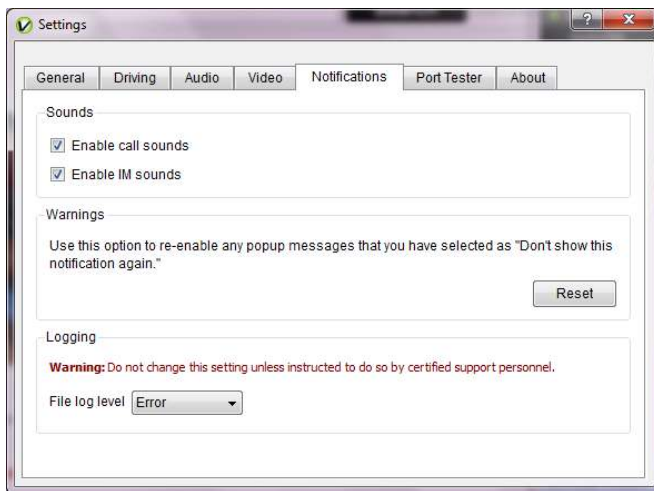 Settings
General Driving Audio Video Notifications Port Tester About
Sounds
Enable call sounds
Enable IM sounds
Warnings
Use this option to re-enable any popup messages that you have selected as "Don't show this
notification again."
Reset
Logging
Warning: Do not change this setting unless instructed to do so by certified support personnel.
File log level Error